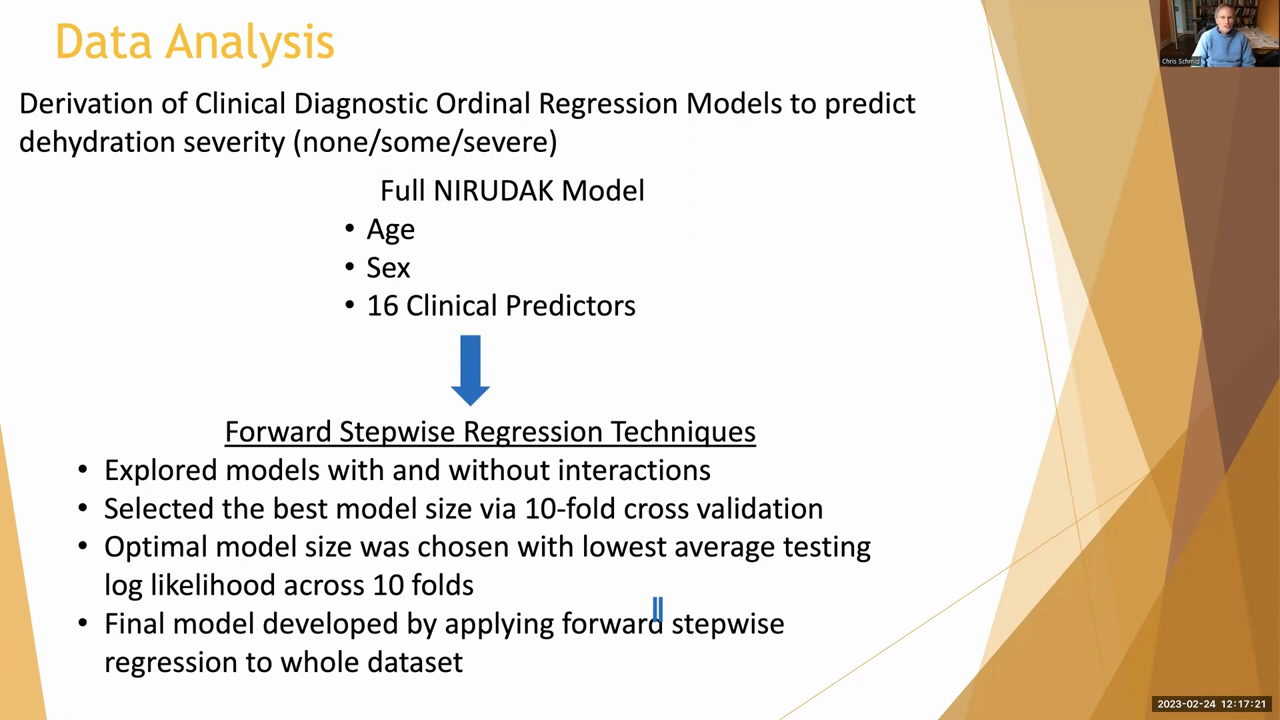 Data Analysis
Chris Schmid
Derivation of Clinical Diagnostic Ordinal Regression Models to predict
dehydration severity (none/some/severe)
Full NIRUDAK Model
• Age
• Sex
• 16 Clinical Predictors
Forward Stepwise Regression Techniques
• Explored models with and without interactions
• Selected the best model size via 10-fold cross validation
• Optimal model size was chosen with lowest average testing
log likelihood across 10 folds
• Final model developed by applying forward stepwise
regression to whole dataset
2023-02-24 12:17:21